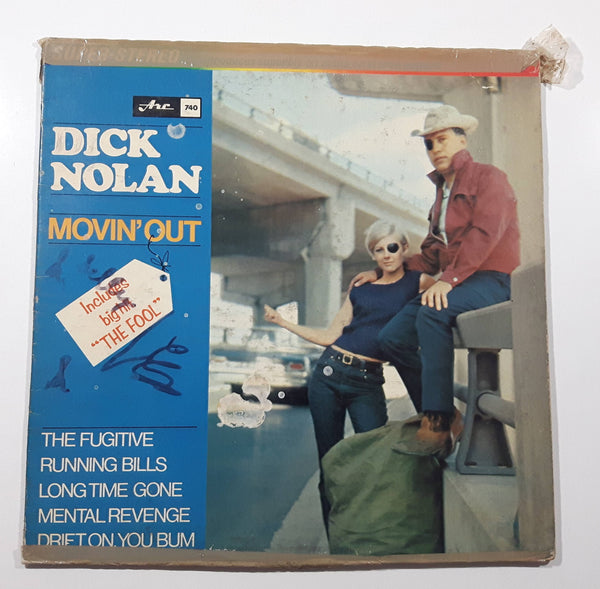 SUPER-STEREO
Arc 740
DICK
NOLAN
MOVIN' OUT
Includes
big hit
"THE FOOL"
THE FUGITIVE
RUNNING BILLS
LONG TIME GONE
MENTAL REVENGE
DRIFT ON YOU BUM